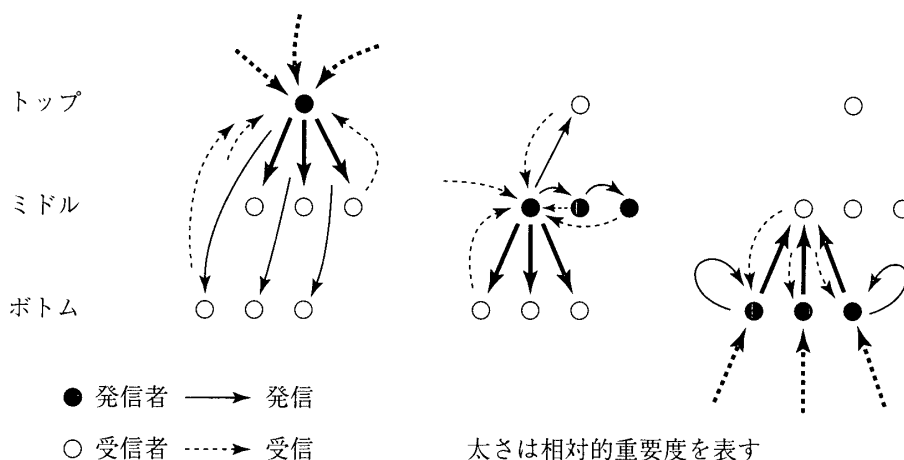 トップ
ミドル
ボトム
発信者 発信
受信者 受信
太さは相対的重要度を表す